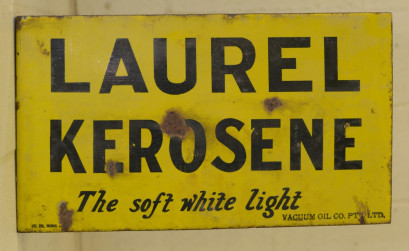 LAUREL
KEROSENE
The soft white light
VACUUM OIL CO. PTY. LTD.